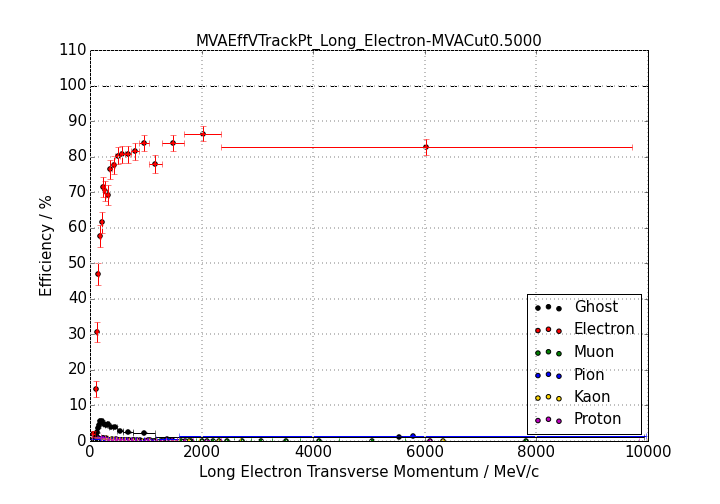 MVAEffVTrackPt_Long_Electron-MVACut0.5000
110
100
90
80
70
60
50
40
30
20
10
0
Efficiency / %
Ghost
Electron
Muon
Pion
Kaon
Proton
0 2000 4000 6000 8000 10000
Long Electron Transverse Momentum / MeV/c